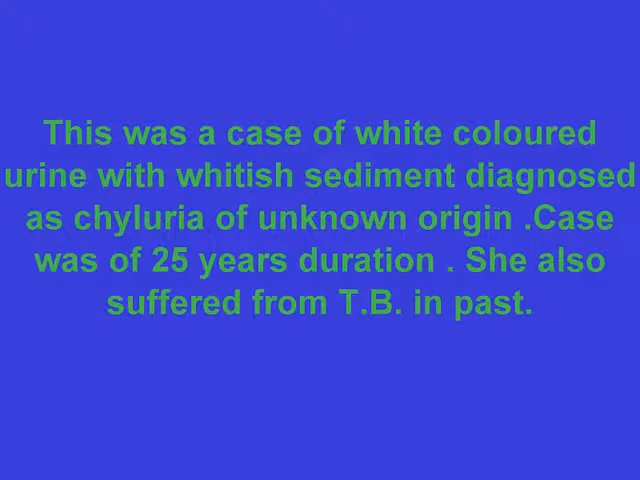 This was a case of white coloured
urine with whitish sediment diagnosed
as chyluria of unknown origin .Case
was of 25 years duration . She also
suffered from T.B. in past.